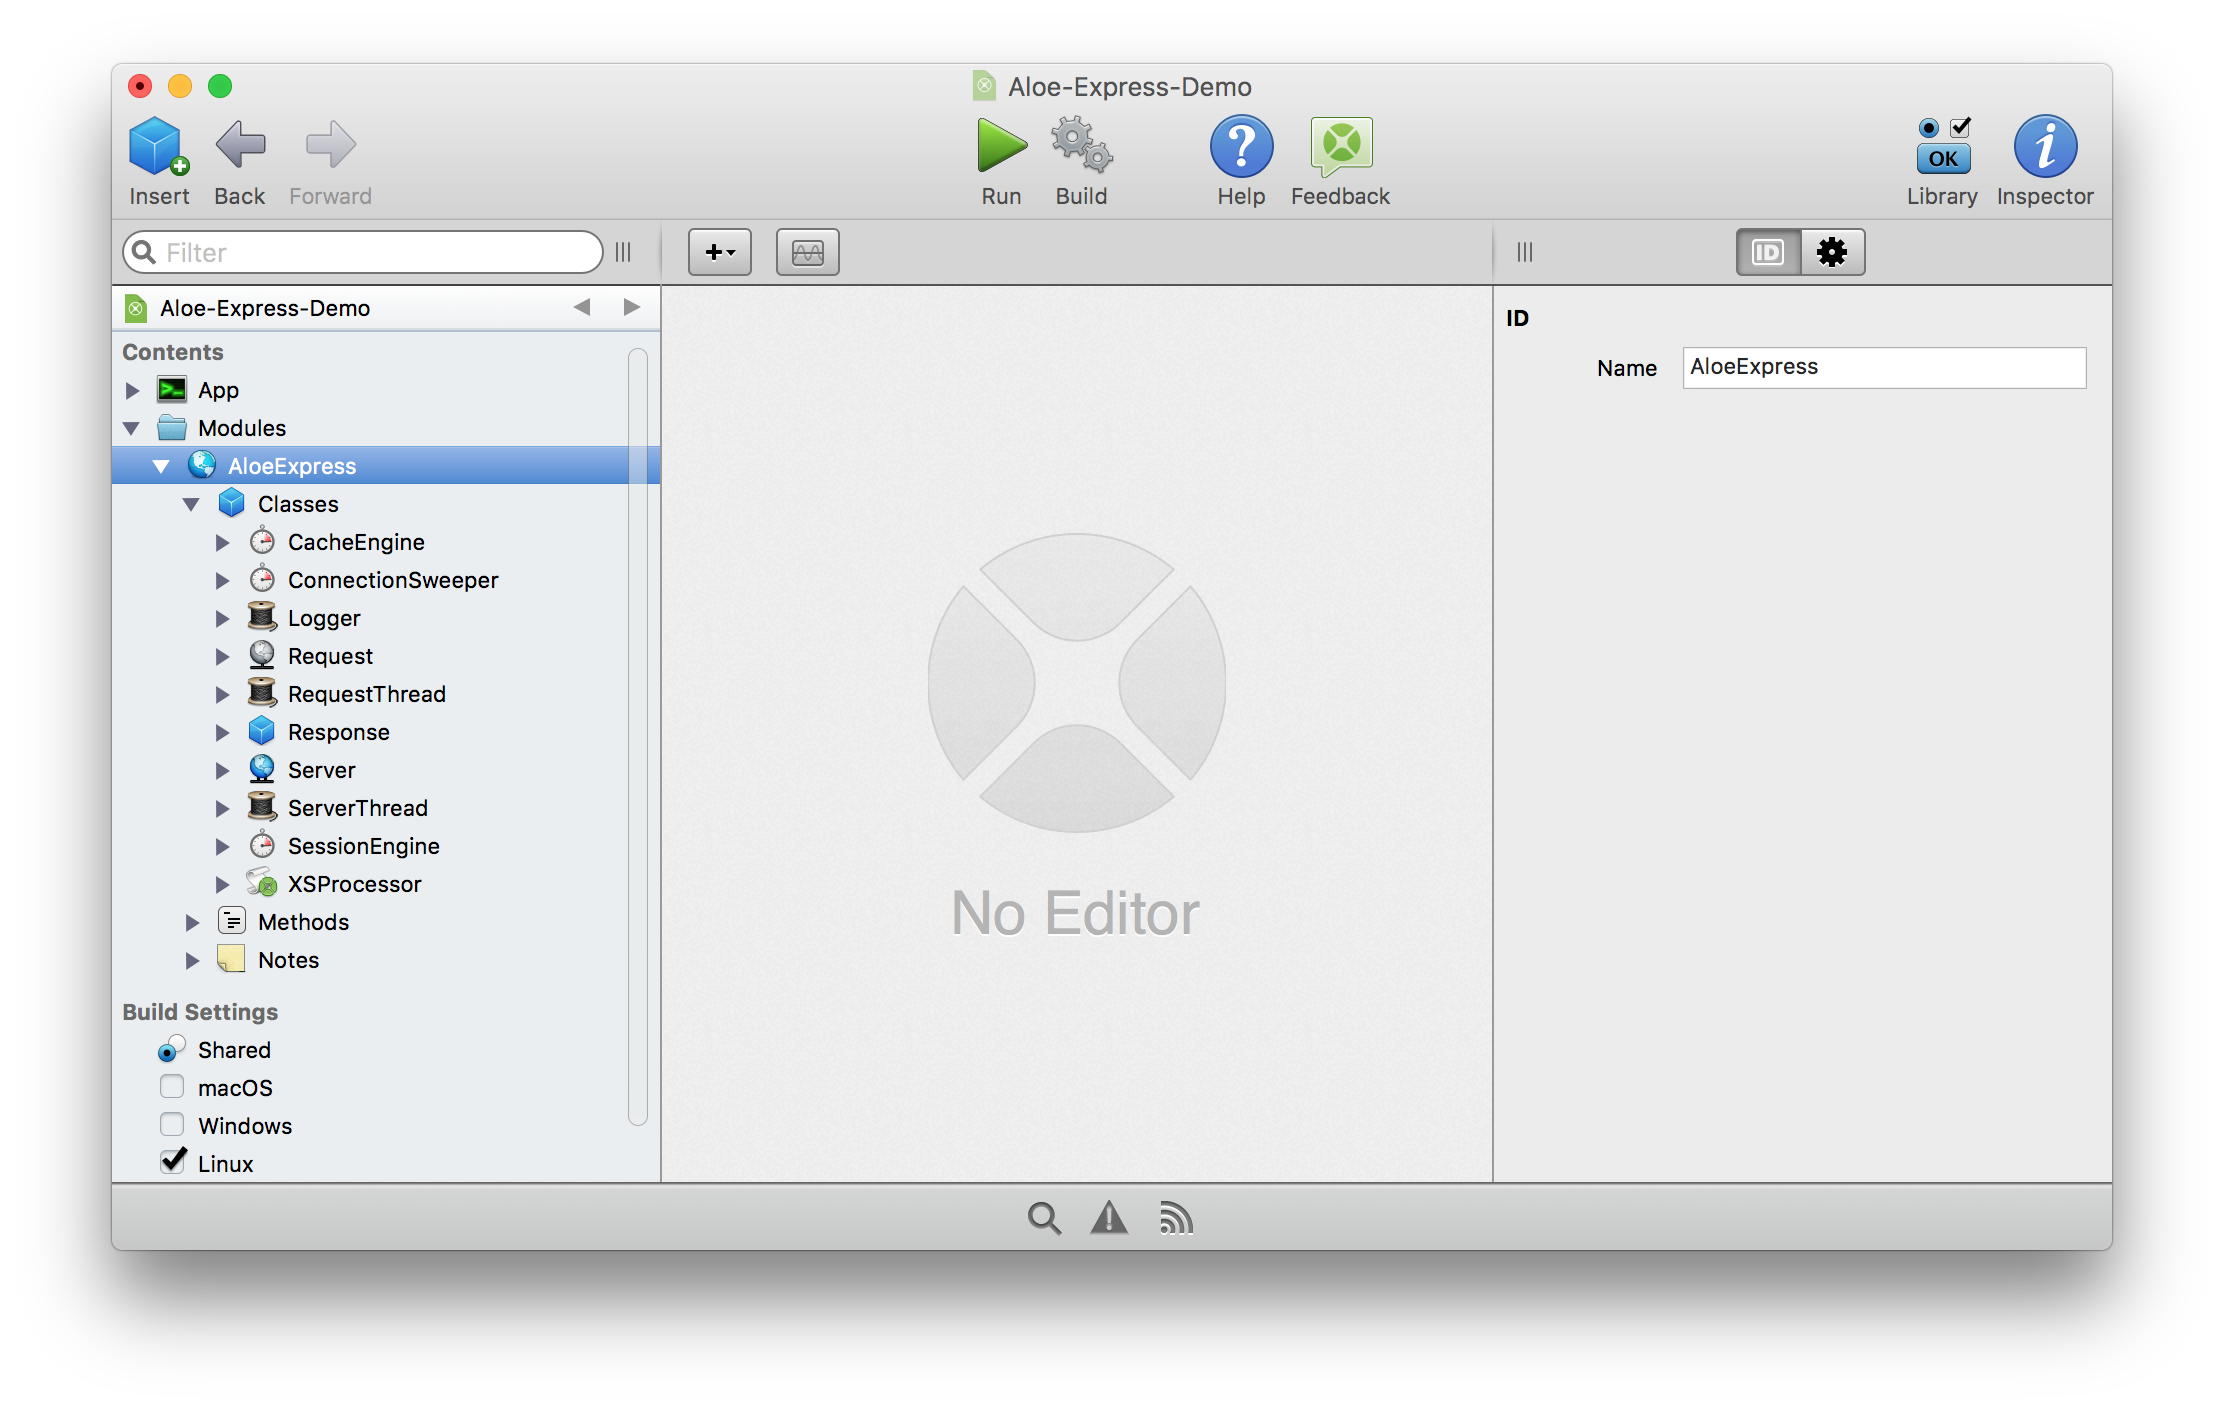 Aloe-Express-Demo
Insert Back Forward Run Build Help Feedback OK Library Inspector
Filter
ID
Aloe-Express-Demo
Contents
App
Modules
AloeExpress
Classes
CacheEngine
ConnectionSweeper
Logger
Request
RequestThread
Response
Server
ServerThread
SessionEngine
XSProcessor
Methods
Notes
Build Settings
Shared
macOS
Windows
Linux
No Editor
ID
Name AloeExpress